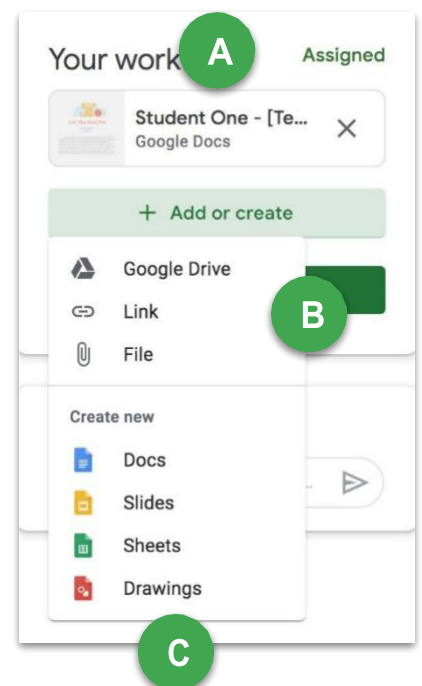 A
Your work
Assigned
Student One - [Te...
Google Docs
+ Add or create
Google Drive
Link
B
File
Create new
Docs
Slides
Sheets
Drawings
C